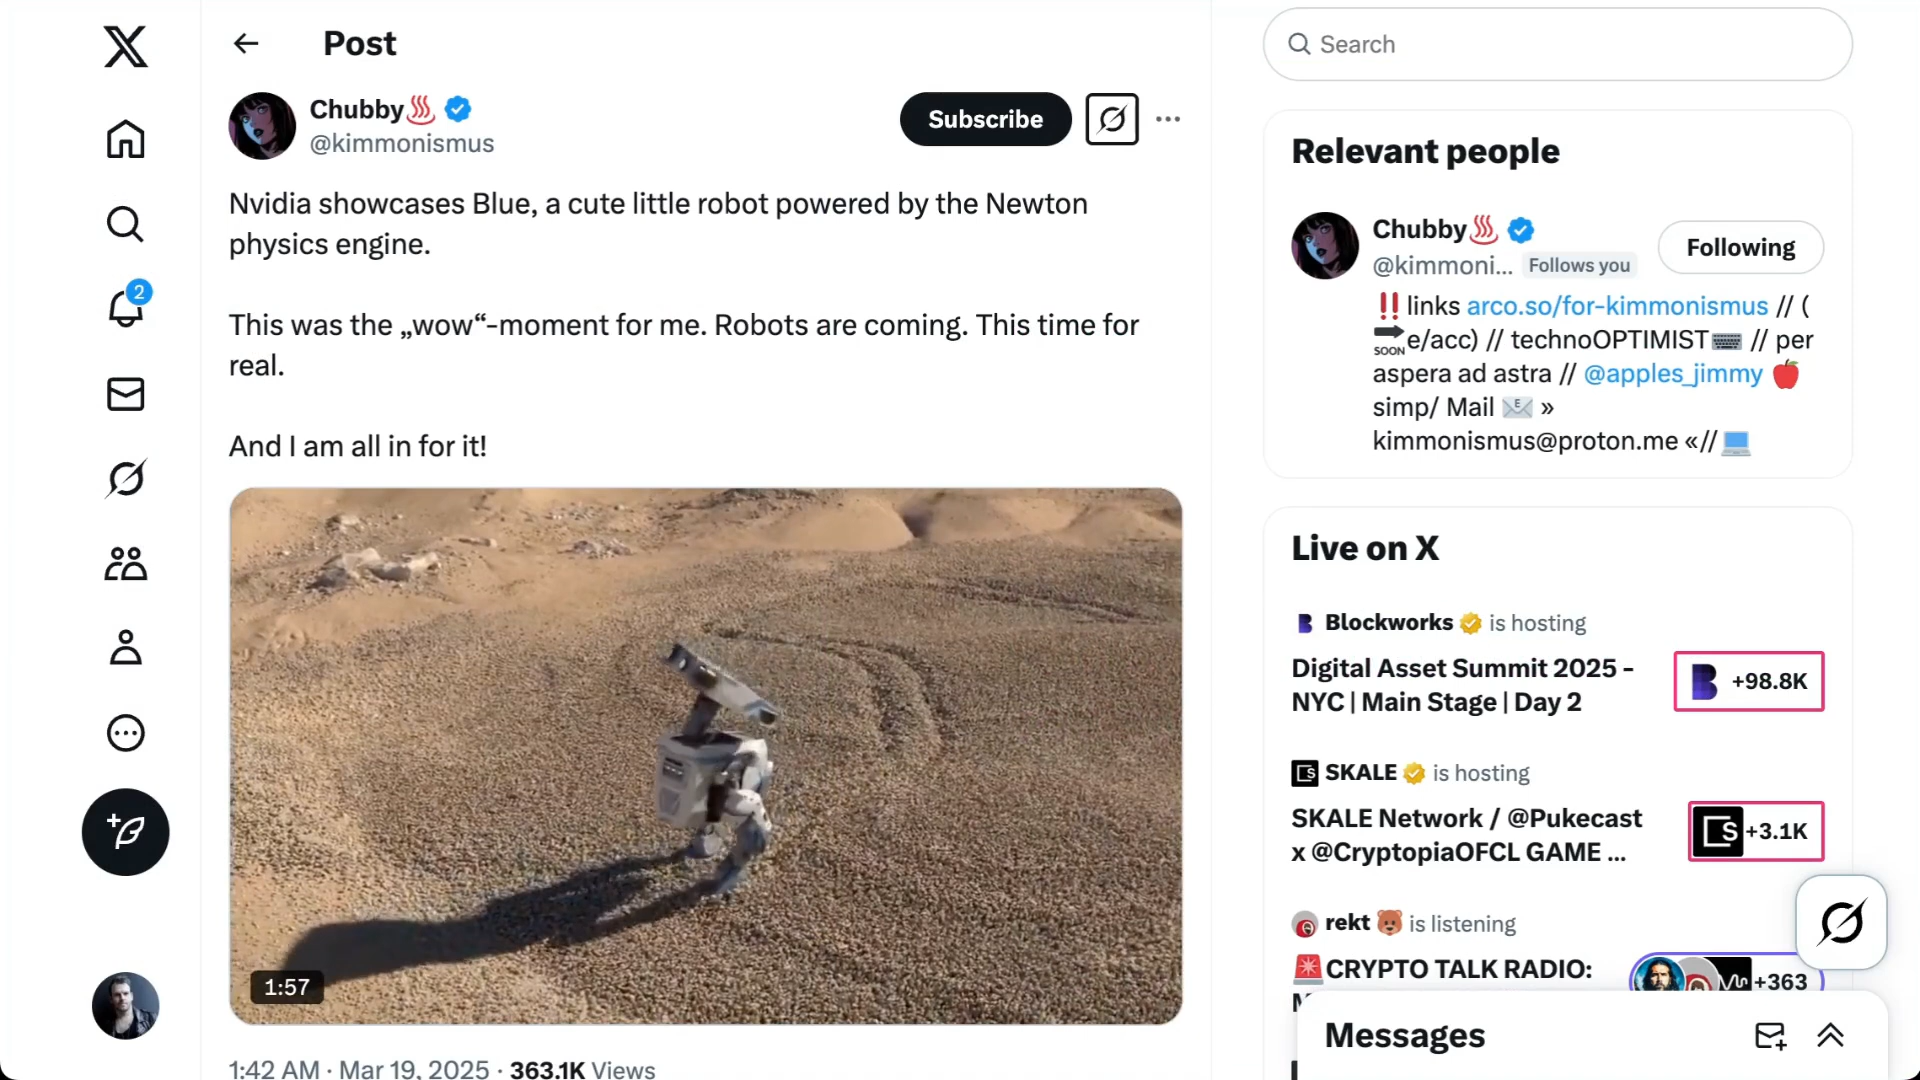 Post
Chubby♨️
@kimmonismus
Subscribe
Nvidia showcases Blue, a cute little robot powered by the Newton
physics engine.
This was the „wow“-moment for me. Robots are coming. This time for
real.
And I am all in for it!
1:57
1:42 AM · Mar 19, 2025 · 363.1K Views
2
Search
Relevant people
Chubby♨️
@kimmoni... Follows you
Following
‼️links arco.so/for-kimmonismus // (
SOON e/acc) // technoOPTIMIST⌨️ // per
aspera ad astra // @apples_jimmy 🍎
simp/ Mail 📧 »
kimmonismus@proton.me «//💻
Live on X
Blockworks is hosting
Digital Asset Summit 2025 -
NYC | Main Stage | Day 2
+98.8K
SKALE is hosting
SKALE Network / @Pukecast
x @CryptopiaOFCL GAME ...
+3.1K
rekt 🐻 is listening
🚨CRYPTO TALK RADIO:
+363
Messages